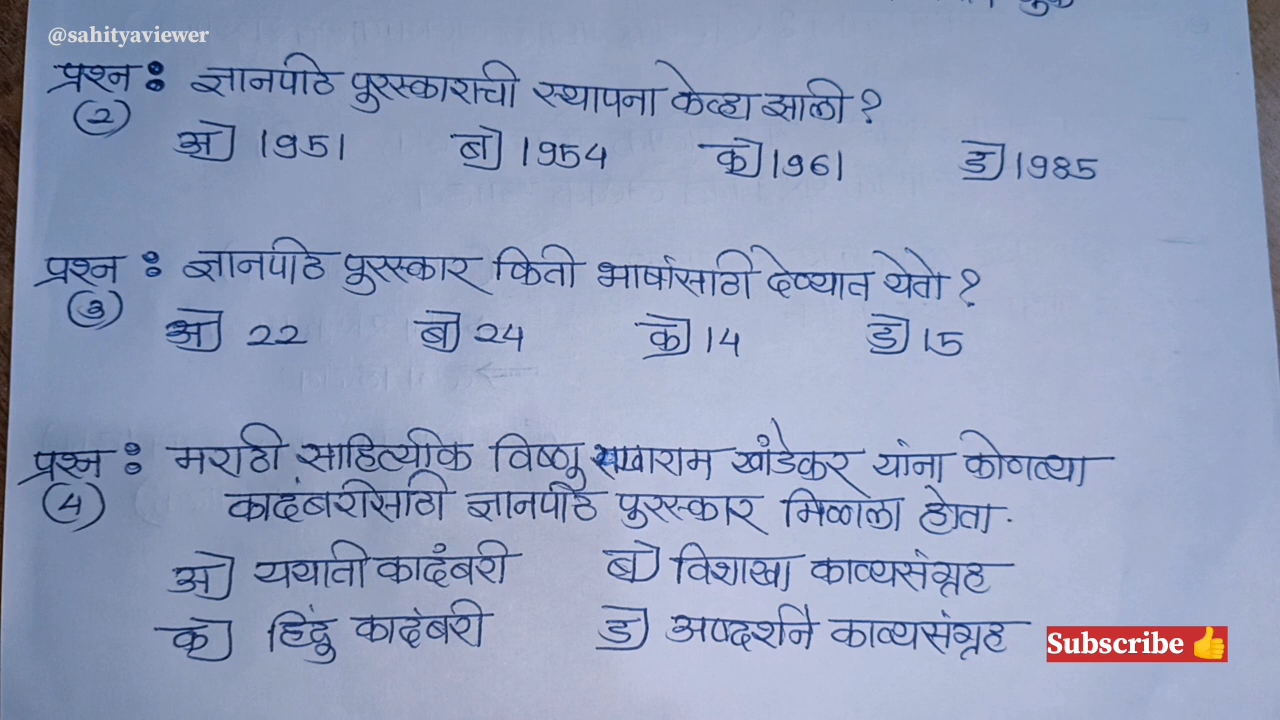 @sahityaviewer
प्रश्न : ज्ञानपीठ पुरस्काराची स्थापना केव्हा झाली ?
(2)
अ) 1951 ब) 1954 क) 1961 ड) 1985
प्रश्न : ज्ञानपीठ पुरस्कार किती भाषांसाठी देण्यात येतो ?
(3)
अ) 22 ब) 24 क) 14 ड) 15
प्रश्न : मराठी साहित्यीक विष्णु सखाराम खांडेकर यांना कोणत्या
(4) कादंबरीसाठी ज्ञानपीठ पुरस्कार मिळाला होता.
अ) ययाती कादंबरी ब) विशाखा काव्यसंग्रह
क) हिंदु कादंबरी ड) अष्टदर्शने काव्यसंग्रह
Subscribe 👍